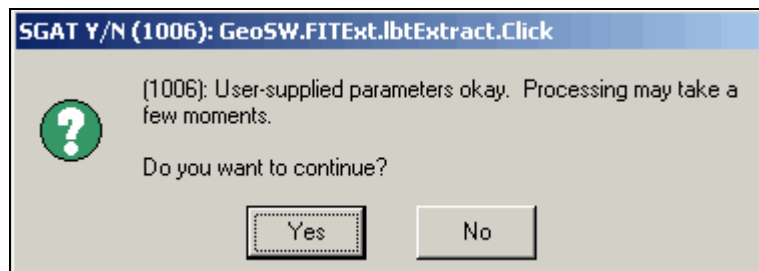 SGAT Y/N (1006): GeoSW.FITExt.lbtExtract.Click
(1006): User-supplied parameters okay.  Processing may take a
few moments.
Do you want to continue?
Yes
No